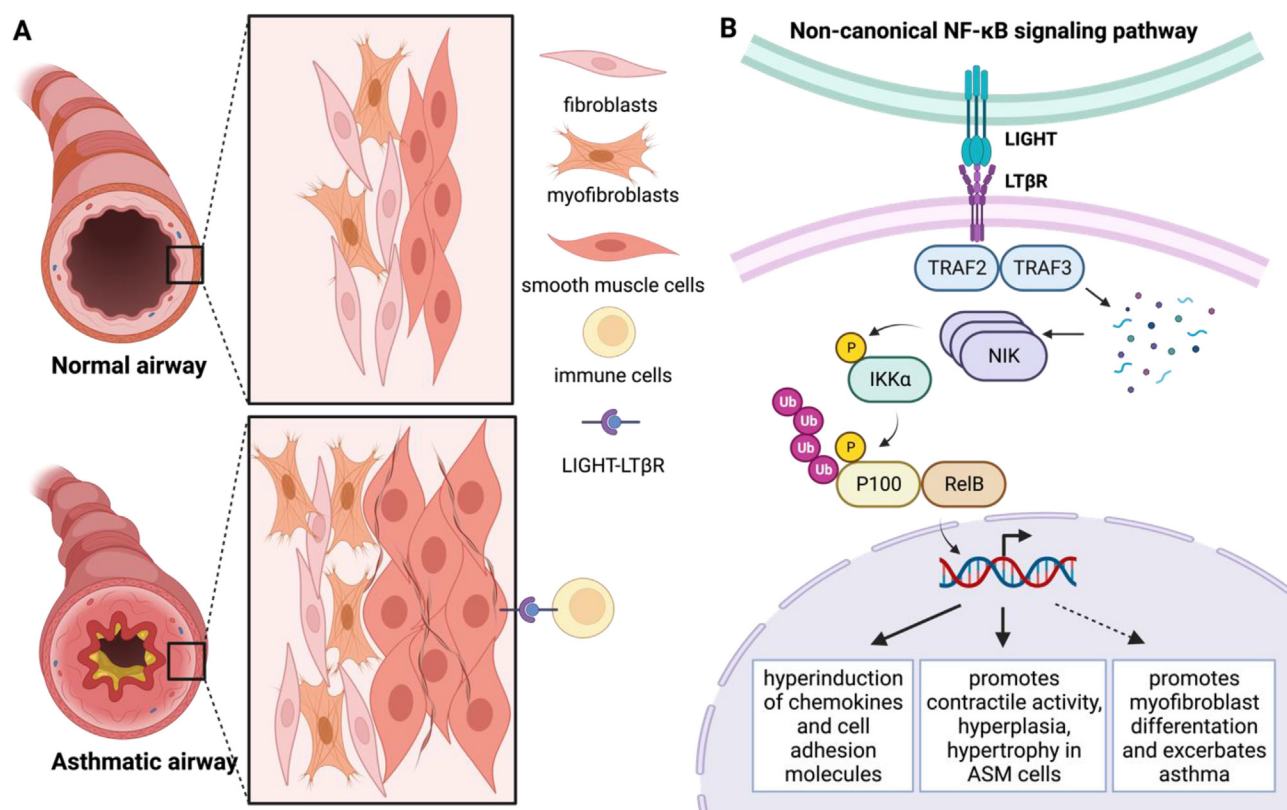 A
fibroblasts
myofibroblasts
smooth muscle cells
immune cells
LIGHT-LTβR
Normal airway
Asthmatic airway
B
Non-canonical NF-κB signaling pathway
LIGHT
LTβR
TRAF2
TRAF3
NIK
P
IKKα
Ub
Ub
Ub
Ub
P
P100
RelB
hyperinduction
of chemokines
and cell
adhesion
molecules
promotes
contractile activity,
hyperplasia,
hypertrophy in
ASM cells
promotes
myofibroblast
differentation
and excerbates
asthma